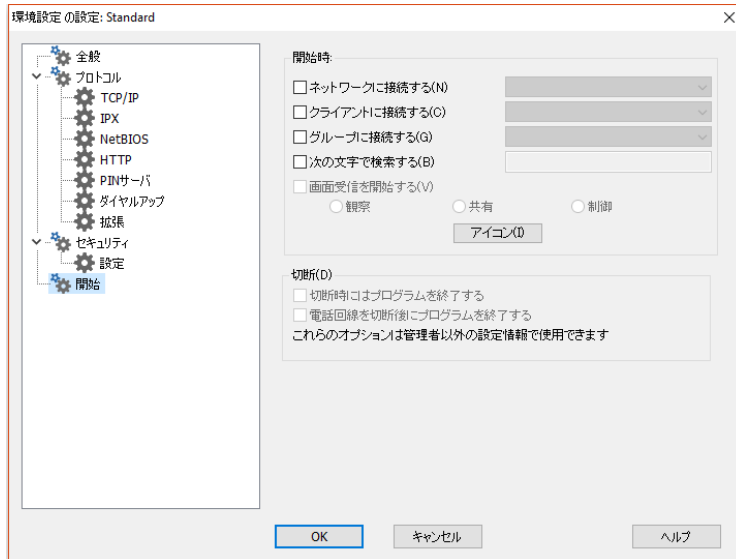 環境設定 の設定: Standard
全般
プロトコル
TCP/IP
IPX
NetBIOS
HTTP
PINサーバ
ダイヤルアップ
拡張
セキュリティ
設定
開始
開始時:
ネットワークに接続する(N)
クライアントに接続する(C)
グループに接続する(G)
次の文字で検索する(B)
画面受信を開始する(V)
観察 共有 制御
アイコン(I)
切断(D)
切断時にはプログラムを終了する
電話回線を切断後にプログラムを終了する
これらのオプションは管理者以外の設定情報で使用できます
OK キャンセル ヘルプ